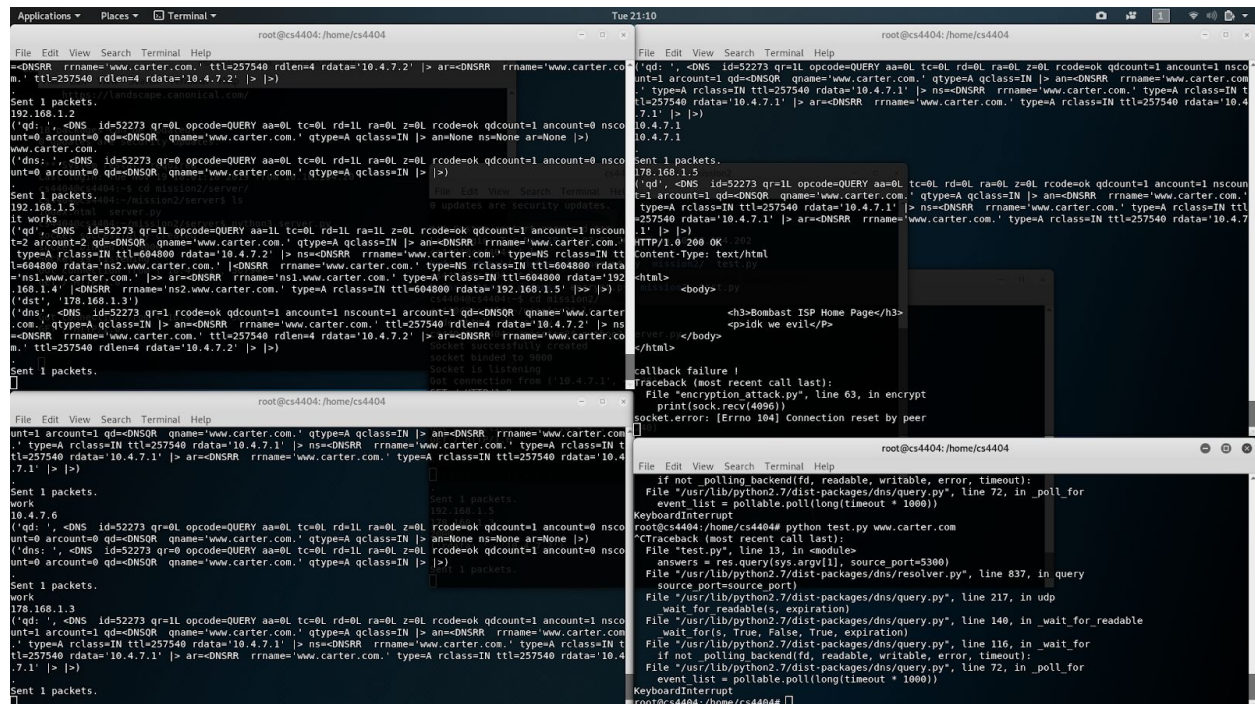 Applications ▾ Places ▾ Terminal ▾ Tue 21:10 1
root@cs4404: /home/cs4404
File Edit View Search Terminal Help
=<DNSRR rrname='www.carter.com.' ttl=257540 rdlen=4 rdata='10.4.7.2' |> ar=<DNSRR rrname='www.carter.co
m.' ttl=257540 rdlen=4 rdata='10.4.7.2' |> |>)
.
https://landscape.canonical.com/
Sent 1 packets.
192.168.1.2
('qd: ', <DNS id=52273 qr=0L opcode=QUERY aa=0L tc=0L rd=1L ra=0L z=0L rcode=ok qdcount=1 ancount=0 nsco
unt=0 arcount=0 qd=<DNSQR qname='www.carter.com.' qtype=A qclass=IN |> an=None ns=None ar=None |>)
www.carter.com.
('dns: ', <DNS id=52273 qr=0L opcode=QUERY aa=0L tc=0L rd=1L ra=0L z=0L rcode=ok qdcount=1 ancount=0 nsco
unt=0 arcount=0 qd=<DNSQR qname='www.carter.com.' qtype=A qclass=IN |> |>)
.
Sent 1 packets.
192.168.1.5
it works
('qd', <DNS id=52273 qr=1L opcode=QUERY aa=1L tc=0L rd=1L ra=1L z=0L rcode=ok qdcount=1 ancount=1 nscoun
t=2 arcount=2 qd=<DNSQR qname='www.carter.com.' qtype=A qclass=IN |> an=<DNSRR rrname='www.carter.com.'
type=A rclass=IN ttl=604800 rdata='10.4.7.2' |> ns=<DNSRR rrname='www.carter.com.' type=NS rclass=IN tt
l=604800 rdata='ns2.www.carter.com.' |<DNSRR rrname='www.carter.com.' type=NS rclass=IN ttl=604800 rdata
='ns1.www.carter.com.' |>> ar=<DNSRR rrname='ns1.www.carter.com.' type=A rclass=IN ttl=604800 rdata='192
.168.1.4' |<DNSRR rrname='ns2.www.carter.com.' type=A rclass=IN ttl=604800 rdata='192.168.1.5' |>> |>)
('dst', '178.168.1.3')
('dns', <DNS id=52273 qr=1 rcode=ok qdcount=1 ancount=1 nscount=1 arcount=1 qd=<DNSQR qname='www.carter
.com.' qtype=A qclass=IN |> an=<DNSRR rrname='www.carter.com.' ttl=257540 rdlen=4 rdata='10.4.7.2' |> ns
=<DNSRR rrname='www.carter.com.' ttl=257540 rdlen=4 rdata='10.4.7.2' |> ar=<DNSRR rrname='www.carter.co
m.' ttl=257540 rdlen=4 rdata='10.4.7.2' |> |>)
.
Sent 1 packets.
root@cs4404: /home/cs4404
File Edit View Search Terminal Help
('qd: ', <DNS id=52273 qr=1L opcode=QUERY aa=0L tc=0L rd=0L ra=0L z=0L rcode=ok qdcount=1 ancount=1 nsco
unt=1 arcount=1 qd=<DNSQR qname='www.carter.com.' qtype=A qclass=IN |> an=<DNSRR rrname='www.carter.com
.' type=A rclass=IN ttl=257540 rdata='10.4.7.1' |> ns=<DNSRR rrname='www.carter.com.' type=A rclass=IN t
tl=257540 rdata='10.4.7.1' |> ar=<DNSRR rrname='www.carter.com.' type=A rclass=IN ttl=257540 rdata='10.4
.7.1' |> |>)
10.4.7.1
10.4.7.1
.
Sent 1 packets.
178.168.1.5
('qd', <DNS id=52273 qr=1L opcode=QUERY aa=0L tc=0L rd=0L ra=0L z=0L rcode=ok qdcount=1 ancount=1 nscoun
t=1 arcount=1 qd=<DNSQR qname='www.carter.com.' qtype=A qclass=IN |> an=<DNSRR rrname='www.carter.com.'
type=A rclass=IN ttl=257540 rdata='10.4.7.1' |> ns=<DNSRR rrname='www.carter.com.' type=A rclass=IN ttl
=257540 rdata='10.4.7.1' |> ar=<DNSRR rrname='www.carter.com.' type=A rclass=IN ttl=257540 rdata='10.4.7
.1' |> |>)
HTTP/1.0 200 OK
Content-Type: text/html

<html>
<body>

<h3>Bombast ISP Home Page</h3>
<p>idk we evil</P>
</body>
</html>

callback failure !
Traceback (most recent call last):
File "encryption_attack.py", line 63, in encrypt
print(sock.recv(4096))
socket.error: [Errno 104] Connection reset by peer
root@cs4404: /home/cs4404
File Edit View Search Terminal Help
unt=1 arcount=1 qd=<DNSQR qname='www.carter.com.' qtype=A qclass=IN |> an=<DNSRR rrname='www.carter.com
.' type=A rclass=IN ttl=257540 rdata='10.4.7.1' |> ns=<DNSRR rrname='www.carter.com.' type=A rclass=IN t
tl=257540 rdata='10.4.7.1' |> ar=<DNSRR rrname='www.carter.com.' type=A rclass=IN ttl=257540 rdata='10.4
.7.1' |> |>)
.
Sent 1 packets.
work
10.4.7.6
('qd: ', <DNS id=52273 qr=0L opcode=QUERY aa=0L tc=0L rd=1L ra=0L z=0L rcode=ok qdcount=1 ancount=0 nsco
unt=0 arcount=0 qd=<DNSQR qname='www.carter.com.' qtype=A qclass=IN |> an=None ns=None ar=None |>)
('dns: ', <DNS id=52273 qr=0L opcode=QUERY aa=0L tc=0L rd=1L ra=0L z=0L rcode=ok qdcount=1 ancount=0 nsco
unt=0 arcount=0 qd=<DNSQR qname='www.carter.com.' qtype=A qclass=IN |> |>)
.
Sent 1 packets.
work
178.168.1.3
('qd: ', <DNS id=52273 qr=1L opcode=QUERY aa=0L tc=0L rd=0L ra=0L z=0L rcode=ok qdcount=1 ancount=1 nsco
unt=1 arcount=1 qd=<DNSQR qname='www.carter.com.' qtype=A qclass=IN |> an=<DNSRR rrname='www.carter.com
.' type=A rclass=IN ttl=257540 rdata='10.4.7.1' |> ns=<DNSRR rrname='www.carter.com.' type=A rclass=IN t
tl=257540 rdata='10.4.7.1' |> ar=<DNSRR rrname='www.carter.com.' type=A rclass=IN ttl=257540 rdata='10.4
.7.1' |> |>)
.
Sent 1 packets.
root@cs4404: /home/cs4404
File Edit View Search Terminal Help
if not _polling_backend(fd, readable, writable, error, timeout):
File "/usr/lib/python2.7/dist-packages/dns/query.py", line 72, in _poll_for
event_list = pollable.poll(long(timeout * 1000))
KeyboardInterrupt
root@cs4404:/home/cs4404# python test.py www.carter.com
^CTraceback (most recent call last):
File "test.py", line 13, in <module>
answers = res.query(sys.argv[1], source_port=5300)
File "/usr/lib/python2.7/dist-packages/dns/resolver.py", line 837, in query
source_port=source_port)
File "/usr/lib/python2.7/dist-packages/dns/query.py", line 217, in udp
_wait_for_readable(s, expiration)
File "/usr/lib/python2.7/dist-packages/dns/query.py", line 140, in _wait_for_readable
_wait_for(s, True, False, True, expiration)
File "/usr/lib/python2.7/dist-packages/dns/query.py", line 116, in _wait_for
if not _polling_backend(fd, readable, writable, error, timeout):
File "/usr/lib/python2.7/dist-packages/dns/query.py", line 72, in _poll_for
event_list = pollable.poll(long(timeout * 1000))
KeyboardInterrupt
root@cs4404:/home/cs4404#